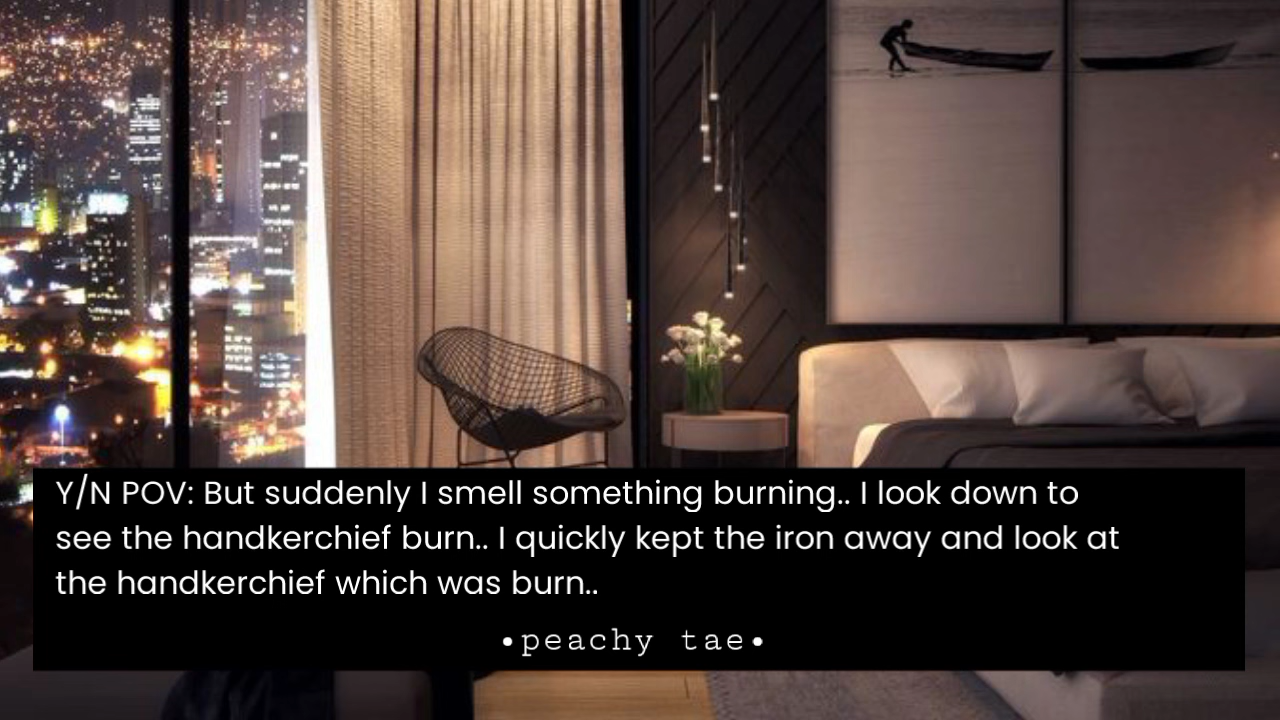 Y/N POV: But suddenly I smell something burning.. I look down to
see the handkerchief burn.. I quickly kept the iron away and look at
the handkerchief which was burn..
•peachy tae•